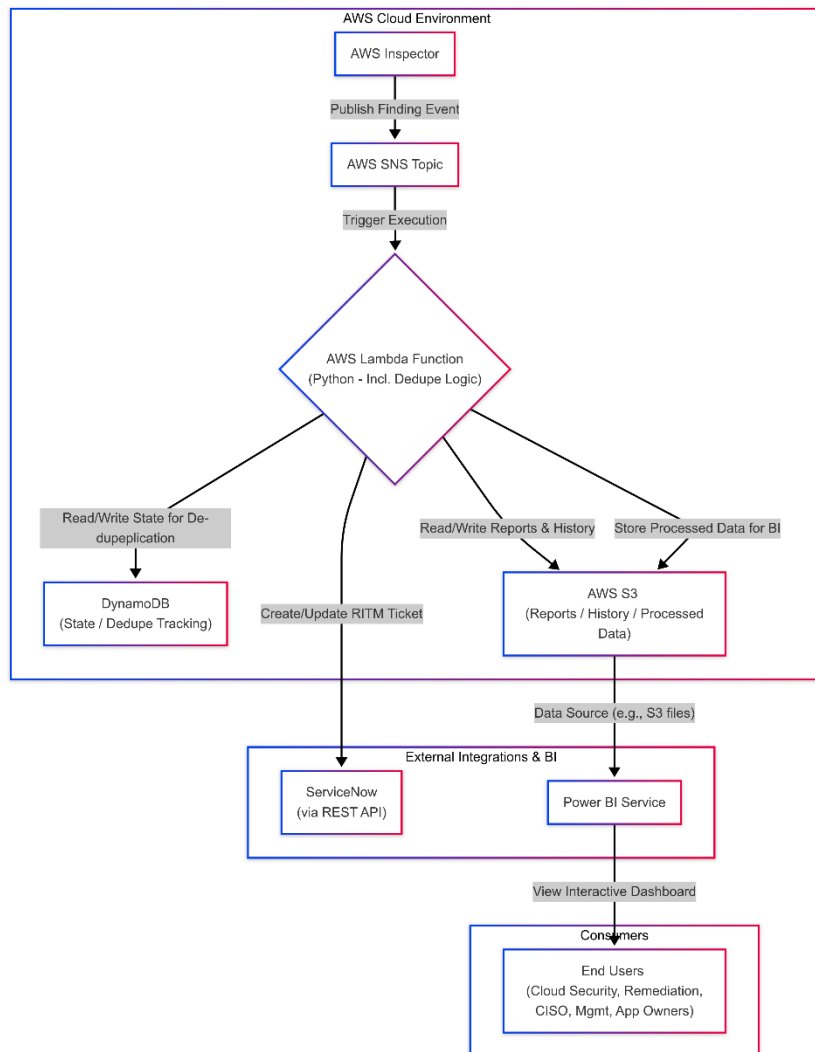 AWS Cloud Environment
AWS Inspector
Publish Finding Event
AWS SNS Topic
Trigger Execution
AWS Lambda Function
(Python - Incl. Dedupe Logic)
Read/Write State for De-
dupeplication
Read/Write Reports & History
Store Processed Data for BI
DynamoDB
(State / Dedupe Tracking)
Create/Update RITM Ticket
AWS S3
(Reports / History / Processed
Data)
Data Source (e.g., S3 files)
External Integrations & BI
ServiceNow
(via REST API)
Power BI Service
View Interactive Dashboard
Consumers
End Users
(Cloud Security, Remediation,
CISO, Mgmt, App Owners)